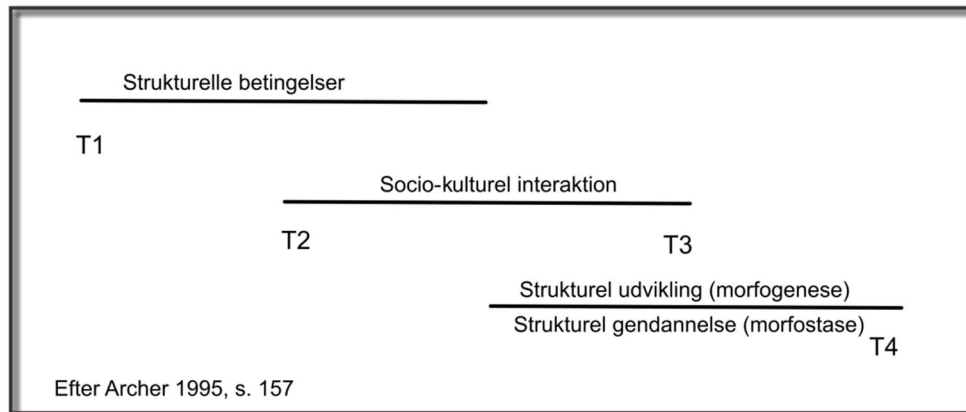 Strukturelle betingelser
T1
Socio-kulturel interaktion
T2
T3
Strukturel udvikling (morfogenese)
Strukturel gendannelse (morfostase)
T4
Efter Archer 1995, s. 157